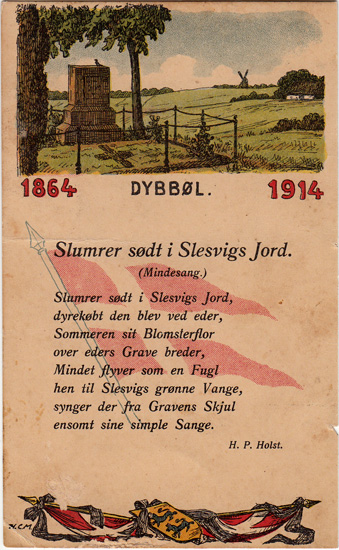 1864 DYBBØL. 1914
Slumrer sødt i Slesvigs Jord.
(Mindesang.)
Slumrer sødt i Slesvigs Jord,
dyrekøbt den blev ved eder,
Sommeren sit Blomsterflor
over eders Grave breder,
Mindet flyver som en Fugl
hen til Slesvigs grønne Vange,
synger der fra Gravens Skjul
ensomt sine simple Sange.
H. P. Holst.
N.C.M